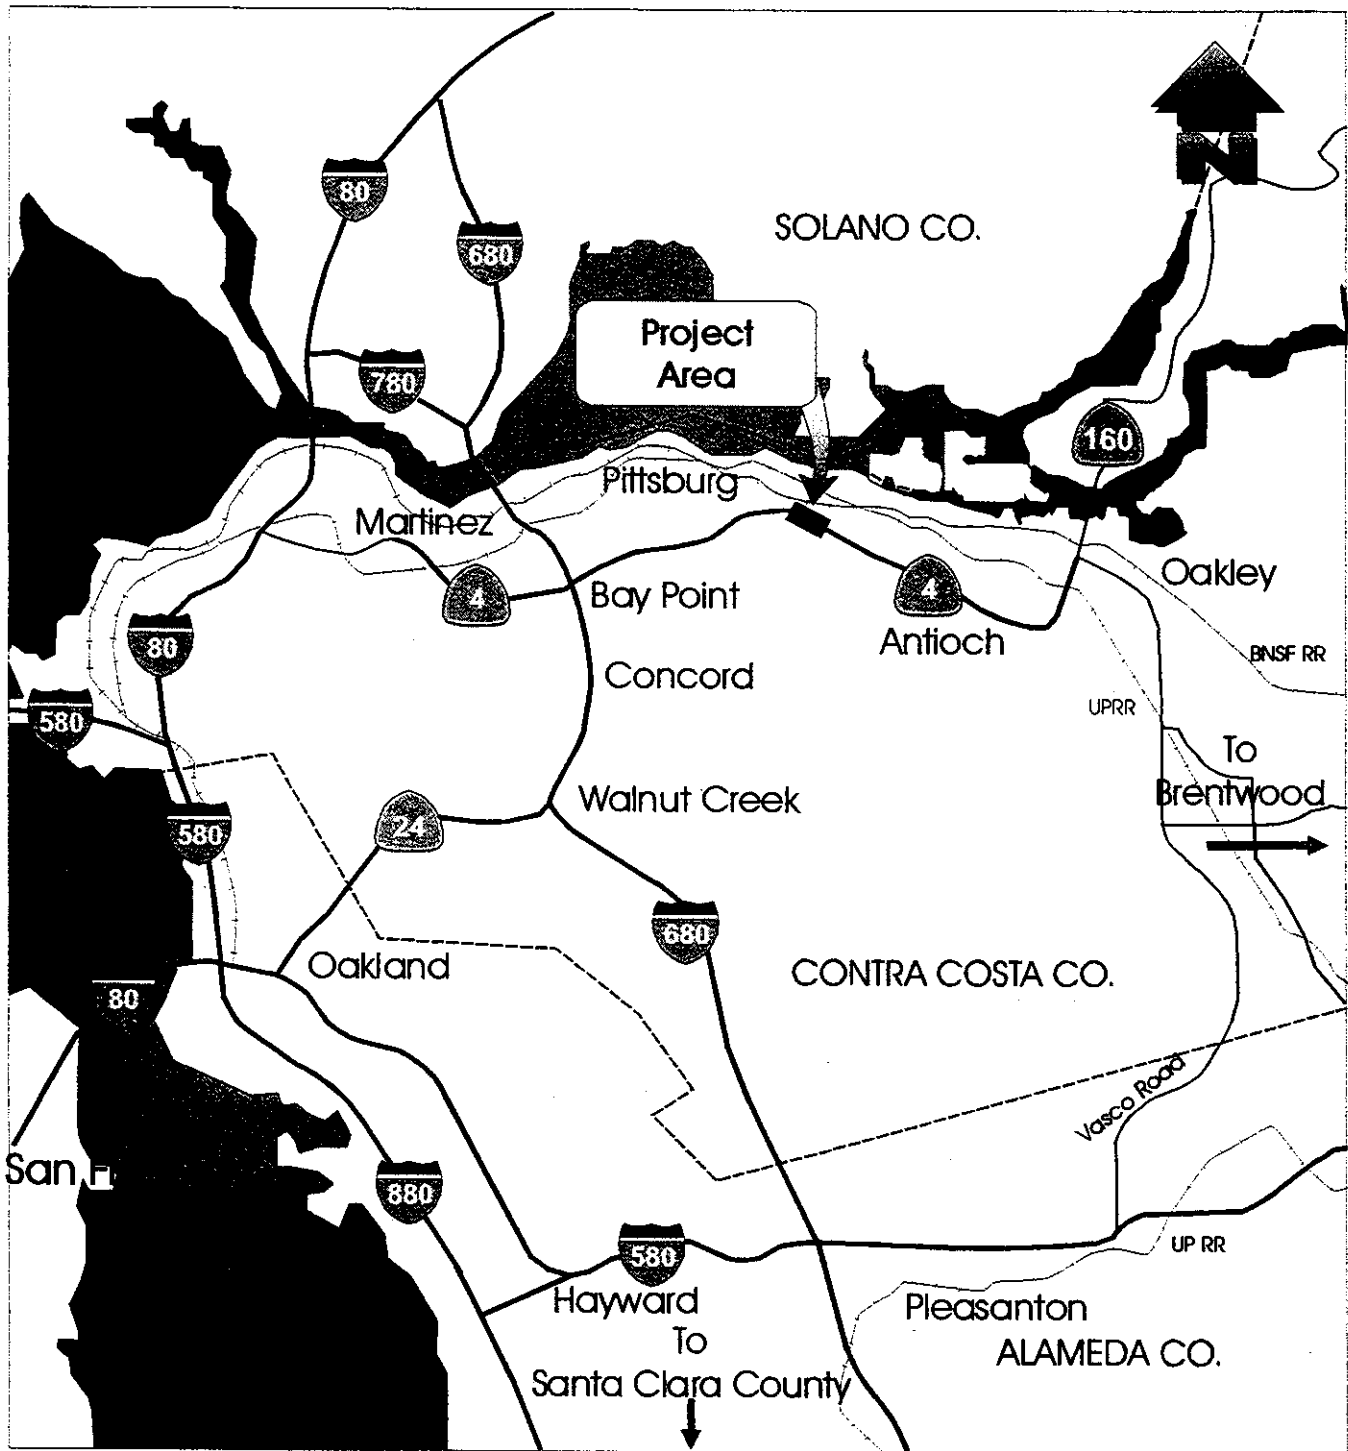 N
80
SOLANO CO.
680
Project
Area
780
160
Pittsburg
Martinez
4
Bay Point
4
Oakley
Antioch
80
BNSF RR
Concord
580
UPRR
To
Brentwood
Walnut Creek
24
580
680
Oakland
CONTRA COSTA CO.
80
Vasco Road
San
880
580
UP RR
Hayward
Pleasanton
To
ALAMEDA CO.
Santa Clara County